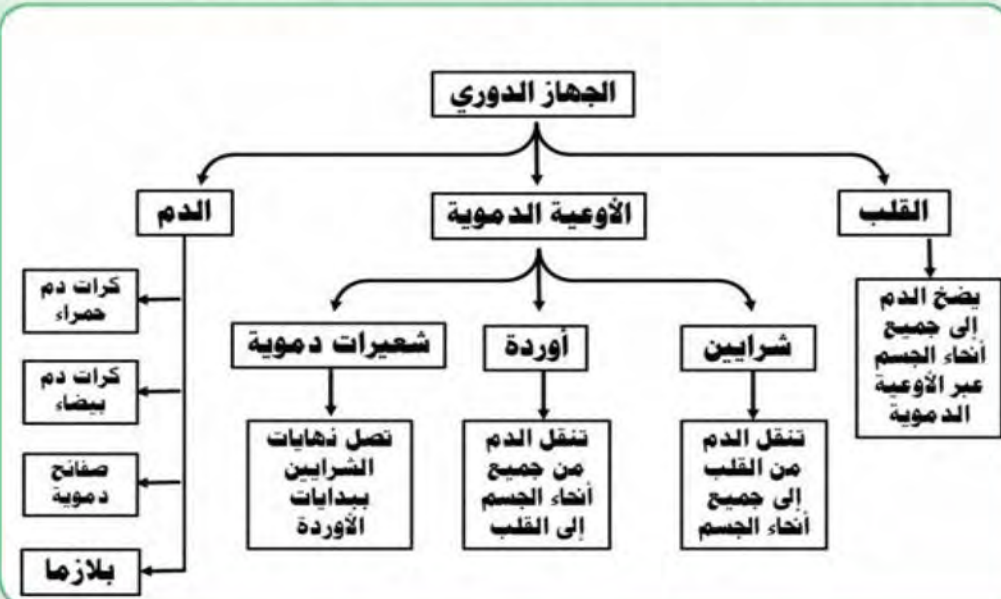 الجهاز الدوري
القلب
الأوعية الدموية
الدم
يضخ الدم
إلى جميع
أنحاء الجسم
عبر الأوعية
الدموية
شرايين
أوردة
شعيرات دموية
تنقل الدم
من القلب
إلى جميع
أنحاء الجسم
تنقل الدم
من جميع
أنحاء الجسم
إلى القلب
تصل نهايات
الشرايين
ببدايات
الأوردة
كرات دم
حمراء
كرات دم
بيضاء
صفائح
دموية
بلازما